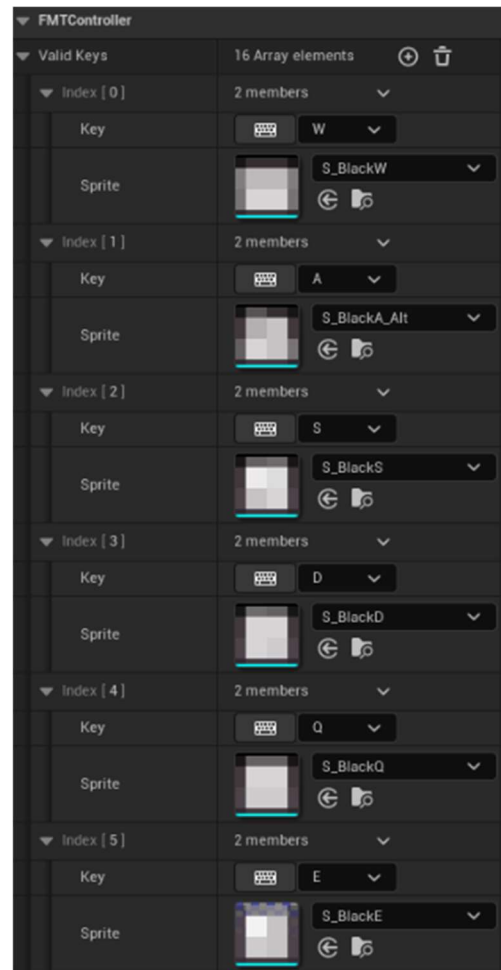 FMTController
Valid Keys 16 Array elements
Index [ 0 ] 2 members
Key W
Sprite S_BlackW
Index [ 1 ] 2 members
Key A
Sprite S_BlackA_Alt
Index [ 2 ] 2 members
Key S
Sprite S_BlackS
Index [ 3 ] 2 members
Key D
Sprite S_BlackD
Index [ 4 ] 2 members
Key Q
Sprite S_BlackQ
Index [ 5 ] 2 members
Key E
Sprite S_BlackE